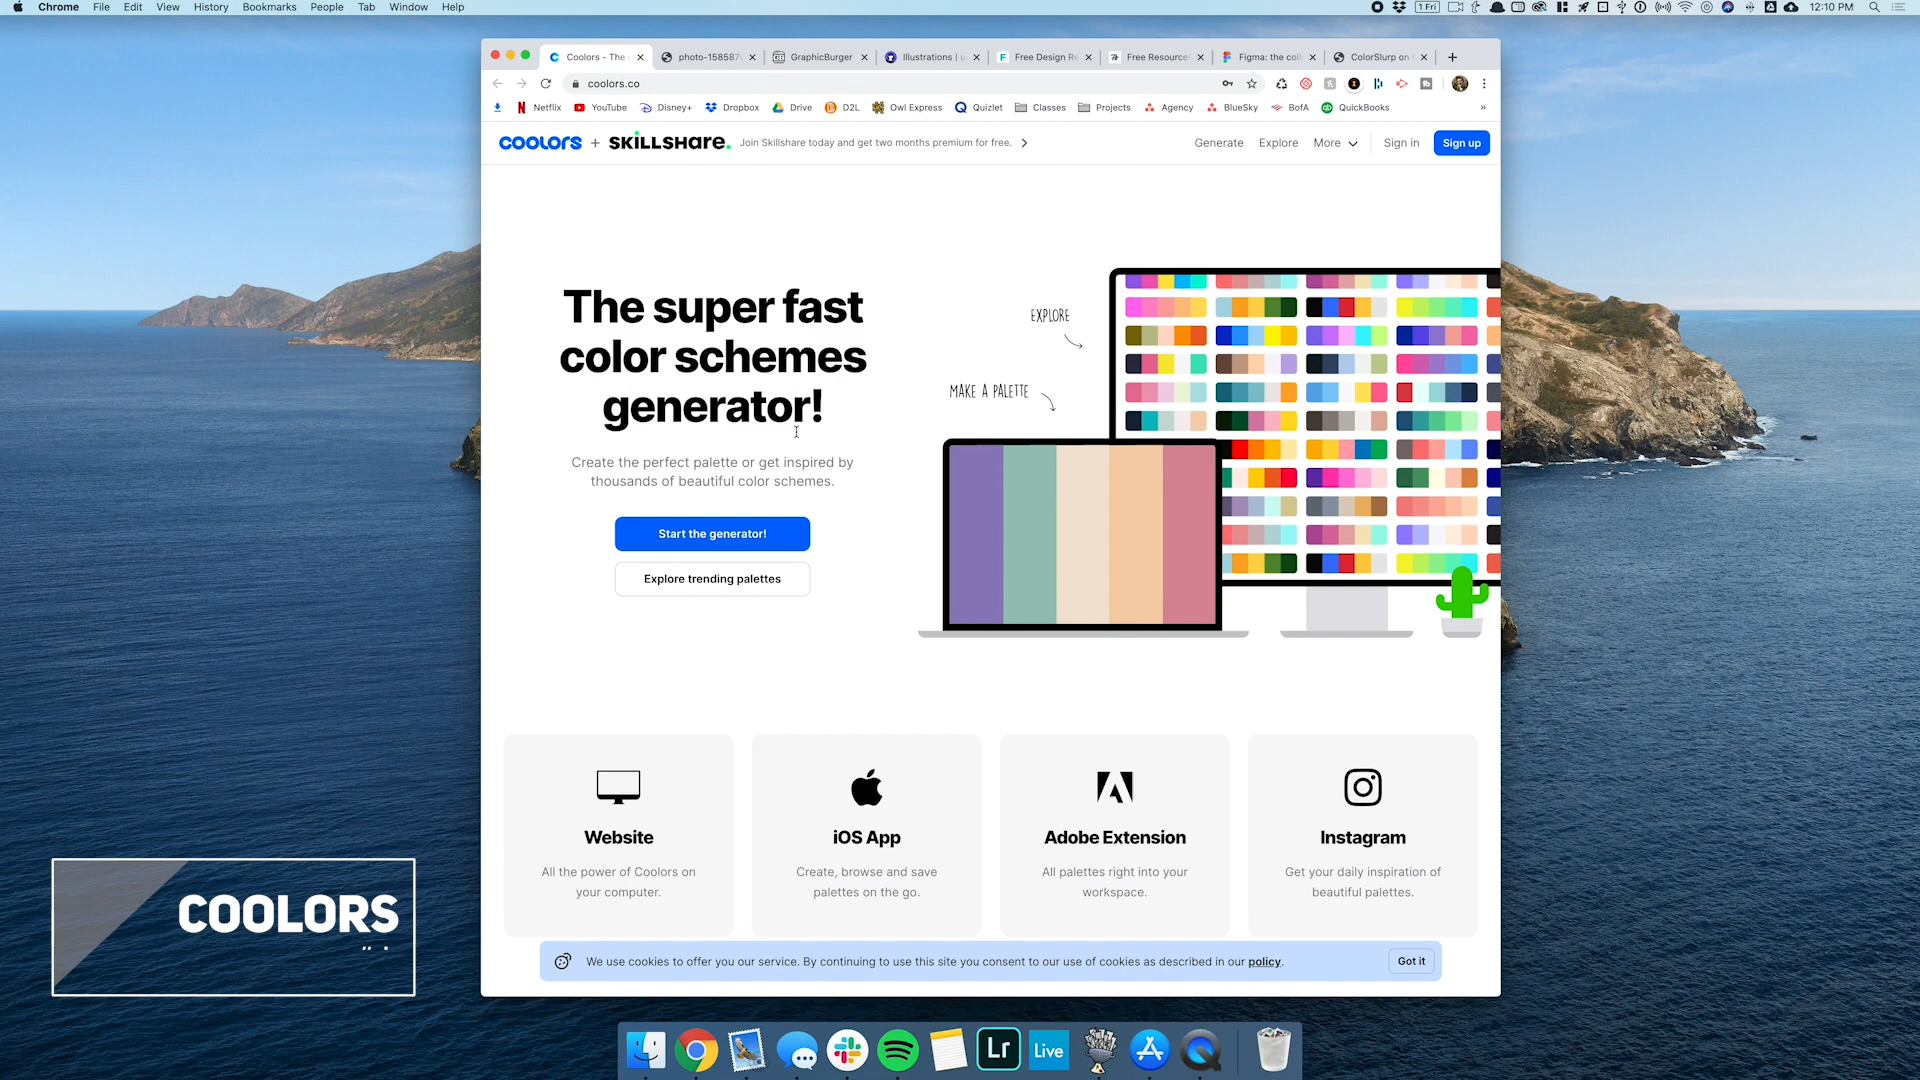 Chrome File Edit View History Bookmarks People Tab Window Help
1 Fri
12:10 PM
Coolors - The
photo-158587
GraphicBurger
Illustrations | u
Free Design Re
Free Resource
Figma: the coll
ColorSlurp on
coolors.co
Netflix YouTube Disney+ Dropbox Drive D2L Owl Express Quizlet Classes Projects Agency BlueSky BofA QuickBooks »
coolors + SKILLSHARE. Join Skillshare today and get two months premium for free.
Generate Explore More Sign in Sign up
The super fast
color schemes
generator!
Create the perfect palette or get inspired by
thousands of beautiful color schemes.
Start the generator!
Explore trending palettes
EXPLORE
MAKE A PALETTE
Website
All the power of Coolors on
your computer.
iOS App
Create, browse and save
palettes on the go.
Adobe Extension
All palettes right into your
workspace.
Instagram
Get your daily inspiration of
beautiful palettes.
We use cookies to offer you our service. By continuing to use this site you consent to our use of cookies as described in our policy.
Got it
COOLORS
Lr
Live